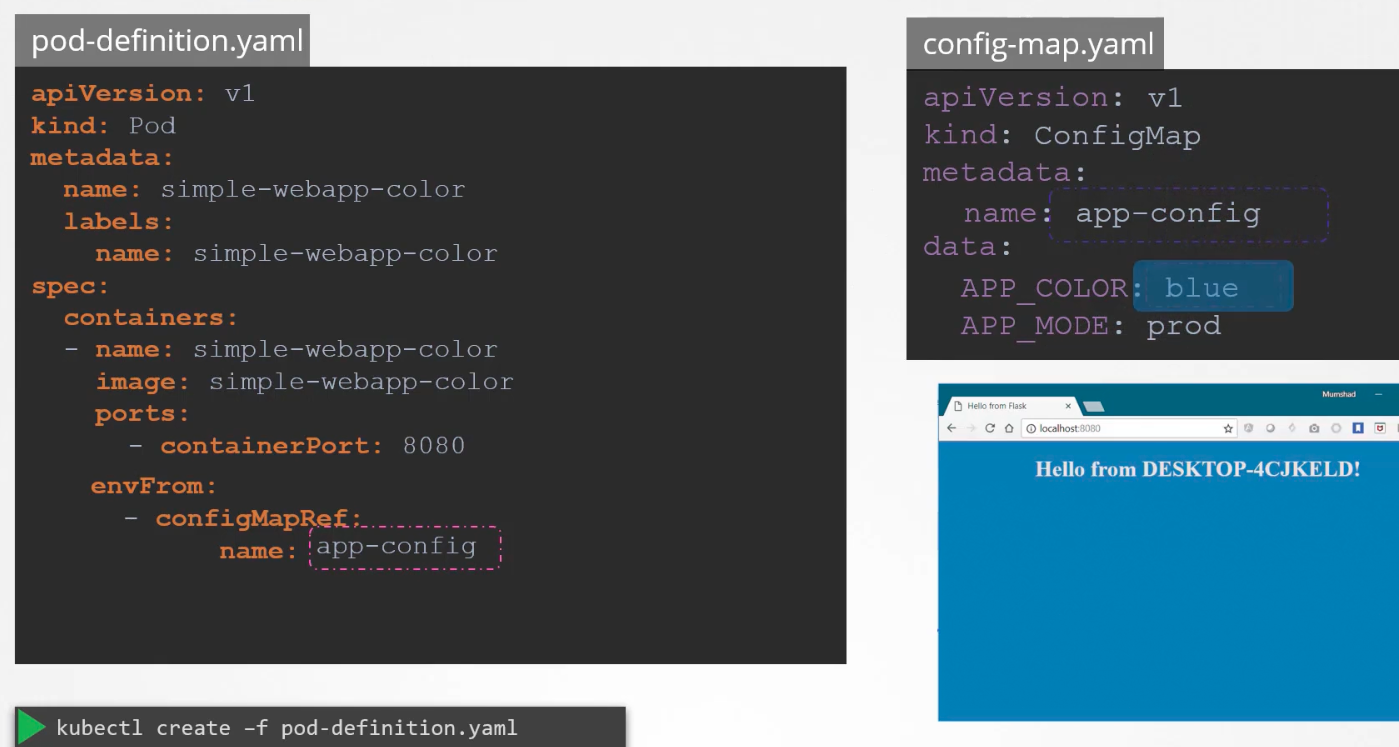 pod-definition.yaml
apiVersion: v1
kind: Pod
metadata:
  name: simple-webapp-color
  labels:
    name: simple-webapp-color
spec:
  containers:
  - name: simple-webapp-color
    image: simple-webapp-color
    ports:
      - containerPort: 8080
    envFrom:
      - configMapRef:
            name: app-config
kubectl create –f pod-definition.yaml
config-map.yaml
apiVersion: v1
kind: ConfigMap
metadata:
  name: app-config
data:
  APP_COLOR: blue
  APP_MODE: prod
Mumshad
Hello from Flask
localhost:8080
Hello from DESKTOP-4CJKELD!